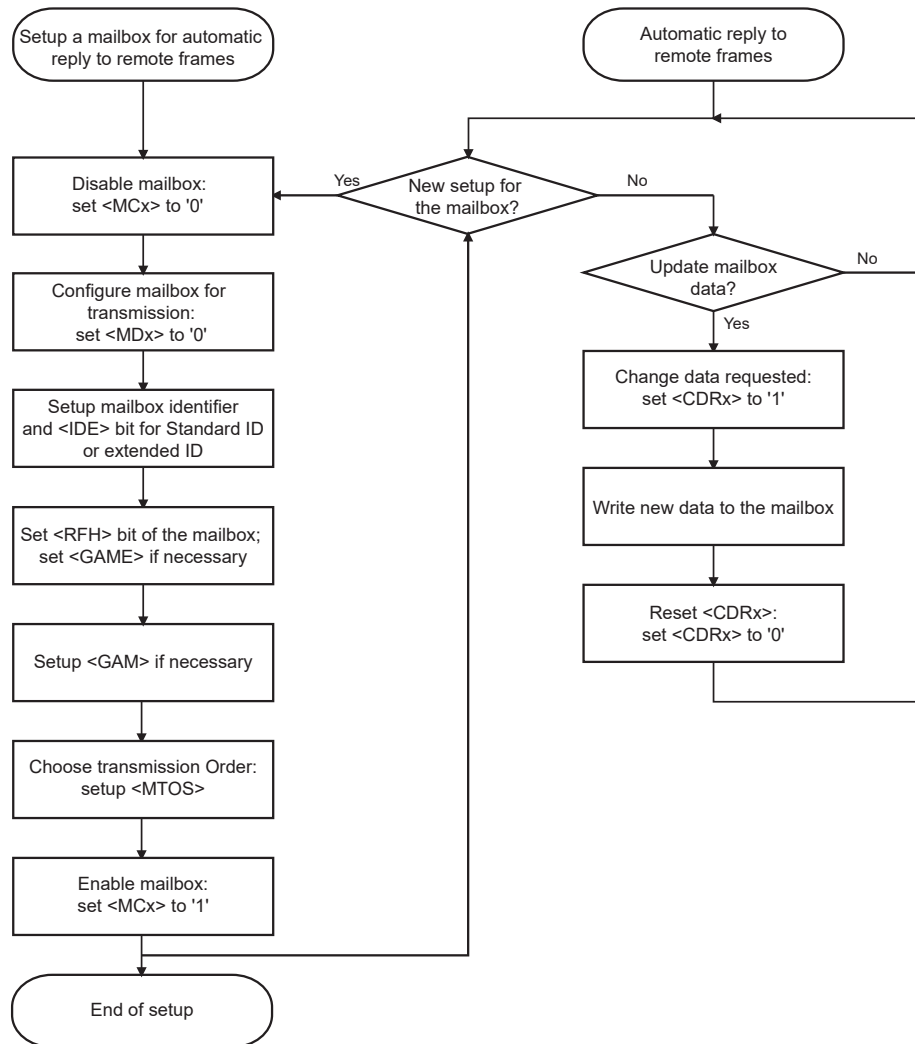 Setup a mailbox for automatic
reply to remote frames
Disable mailbox:
set <MCx> to '0'
Configure mailbox for
transmission:
set <MDx> to '0'
Setup mailbox identifier
and <IDE> bit for Standard ID
or extended ID
Set <RFH> bit of the mailbox;
set <GAME> if necessary
Setup <GAM> if necessary
Choose transmission Order:
setup <MTOS>
Enable mailbox:
set <MCx> to '1'
End of setup
Automatic reply to
remote frames
Yes
New setup for
the mailbox?
No
Update mailbox
data?
No
Yes
Change data requested:
set <CDRx> to '1'
Write new data to the mailbox
Reset <CDRx>:
set <CDRx> to '0'